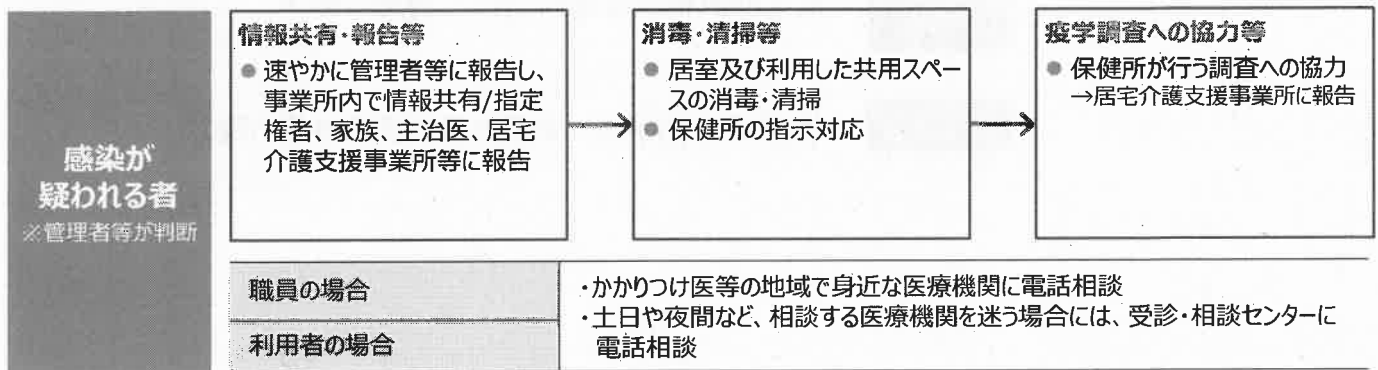 感染が
疑われる者
※管理者等が判断
情報共有・報告等
● 速やかに管理者等に報告し、
事業所内で情報共有/指定
権者、家族、主治医、居宅
介護支援事業所等に報告
消毒・清掃等
● 居室及び利用した共用スペー
スの消毒・清掃
● 保健所の指示対応
疫学調査への協力等
● 保健所が行う調査への協力
→居宅介護支援事業所に報告
職員の場合
利用者の場合
・かかりつけ医等の地域で身近な医療機関に電話相談
・土日や夜間など、相談する医療機関を迷う場合には、受診・相談センターに
電話相談